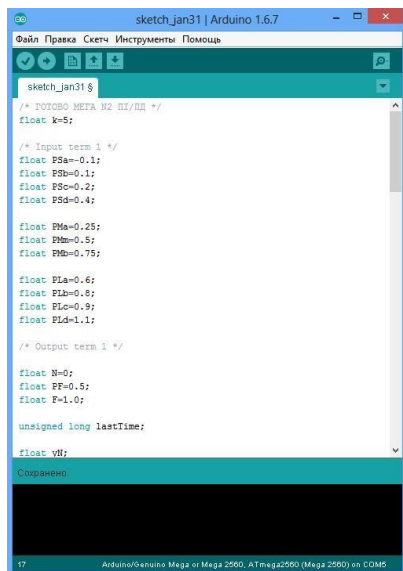 sketch_jan31 | Arduino 1.6.7
Файл Правка Скетч Инструменты Помощь
sketch_jan31 §
/* ГОТОВО МЕГА N2 ПІ/ПД */
float k=5;
/* Input term 1 */
float PSa=-0.1;
float PSb=0.1;
float PSc=0.2;
float PSd=0.4;
float PMa=0.25;
float PMm=0.5;
float PMb=0.75;
float PLa=0.6;
float PLb=0.8;
float PLc=0.9;
float PLd=1.1;
/* Output term 1 */
float N=0;
float PF=0.5;
float F=1.0;
unsigned long lastTime;
float yN;
Сохранено.
17 Arduino/Genuino Mega or Mega 2560, ATmega2560 (Mega 2560) on COM5